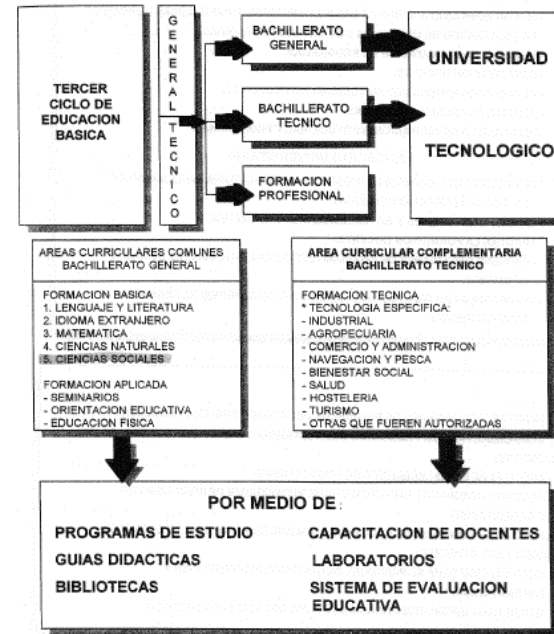 TERCER
CICLO DE
EDUCACION
BASICA
GENERAL
TECNICO
BACHILLERATO
GENERAL
BACHILLERATO
TECNICO
FORMACION
PROFESIONAL
UNIVERSIDAD
TECNOLOGICO
AREAS CURRICULARES COMUNES
BACHILLERATO GENERAL
FORMACION BASICA
1. LENGUAJE Y LITERATURA
2. IDIOMA EXTRANJERO
3. MATEMATICA
4. CIENCIAS NATURALES
5. CIENCIAS SOCIALES
FORMACION APLICADA
- SEMINARIOS
- ORIENTACION EDUCATIVA
- EDUCACION FISICA
AREA CURRICULAR COMPLEMENTARIA
BACHILLERATO TECNICO
FORMACION TECNICA
* TECNOLOGIA ESPECIFICA:
- INDUSTRIAL
- AGROPECUARIA
- COMERCIO Y ADMINISTRACION
- NAVEGACION Y PESCA
- BIENESTAR SOCIAL
- SALUD
- HOSTELERIA
- TURISMO
- OTRAS QUE FUEREN AUTORIZADAS
POR MEDIO DE:
PROGRAMAS DE ESTUDIO
GUIAS DIDACTICAS
BIBLIOTECAS
CAPACITACION DE DOCENTES
LABORATORIOS
SISTEMA DE EVALUACION
EDUCATIVA